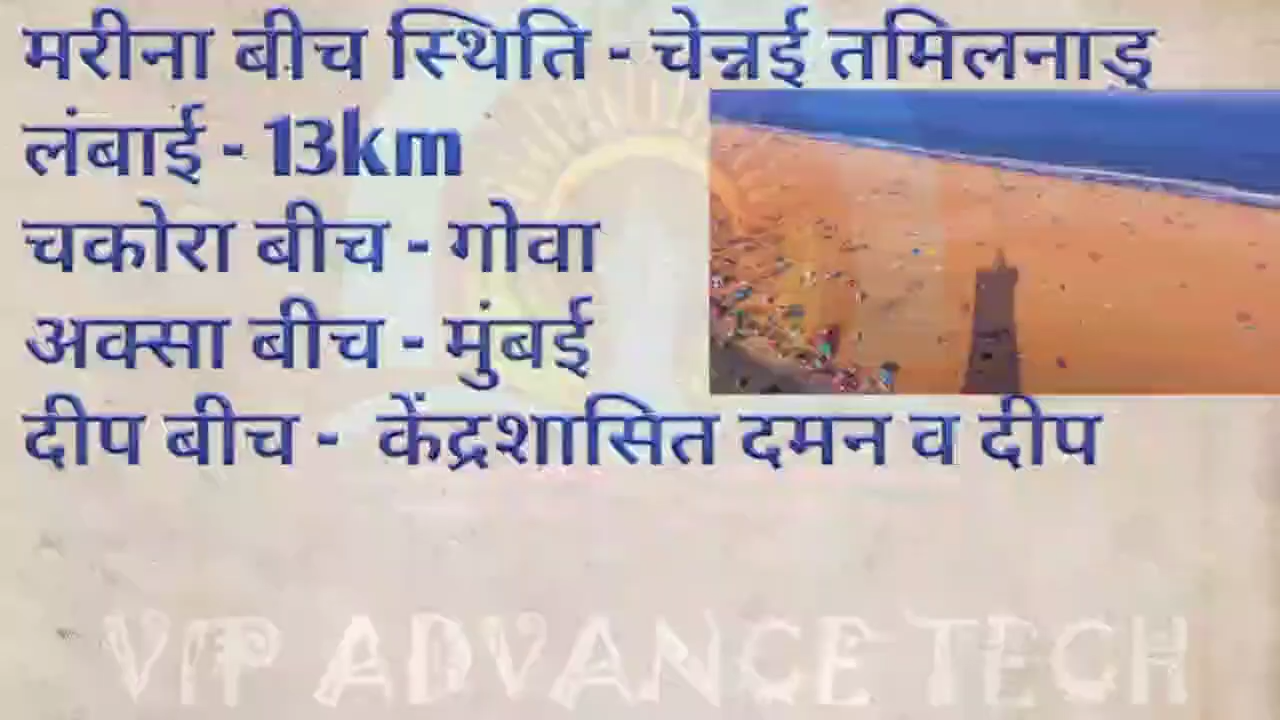 मरीना बीच स्थिति - चेन्नई तमिलनाड़ु
लंबाई - 13km
चकोरा बीच - गोवा
अक्सा बीच - मुंबई
दीप बीच - केंद्रशासित दमन व दीप
VIP ADVANCE TECH